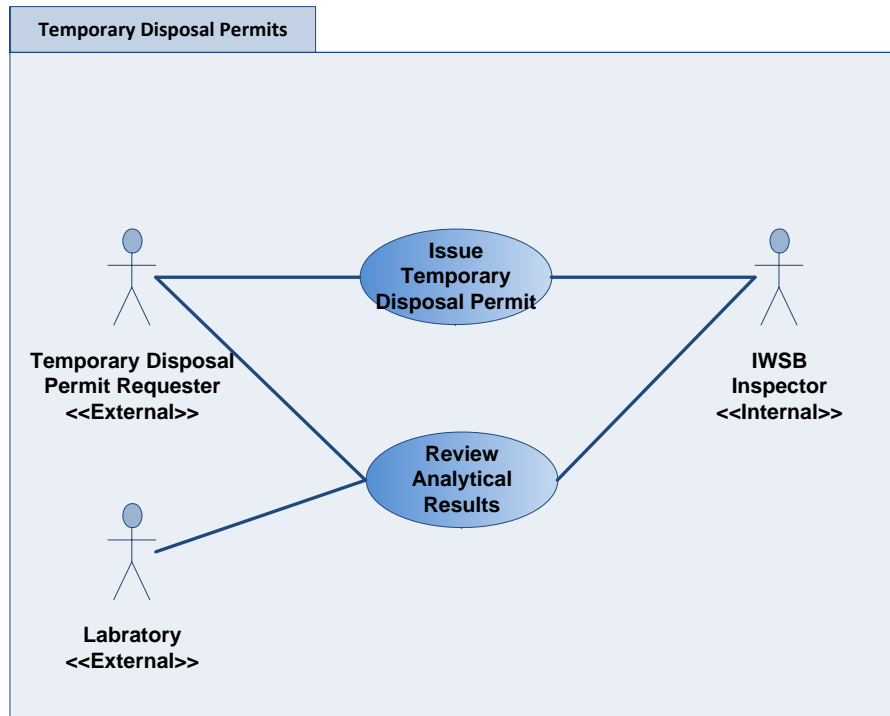 Temporary Disposal Permits
Issue
Temporary
Disposal Permit
Temporary Disposal
Permit Requester
<<External>>
IWSB
Inspector
<<Internal>>
Review
Analytical
Results
Labratory
<<External>>